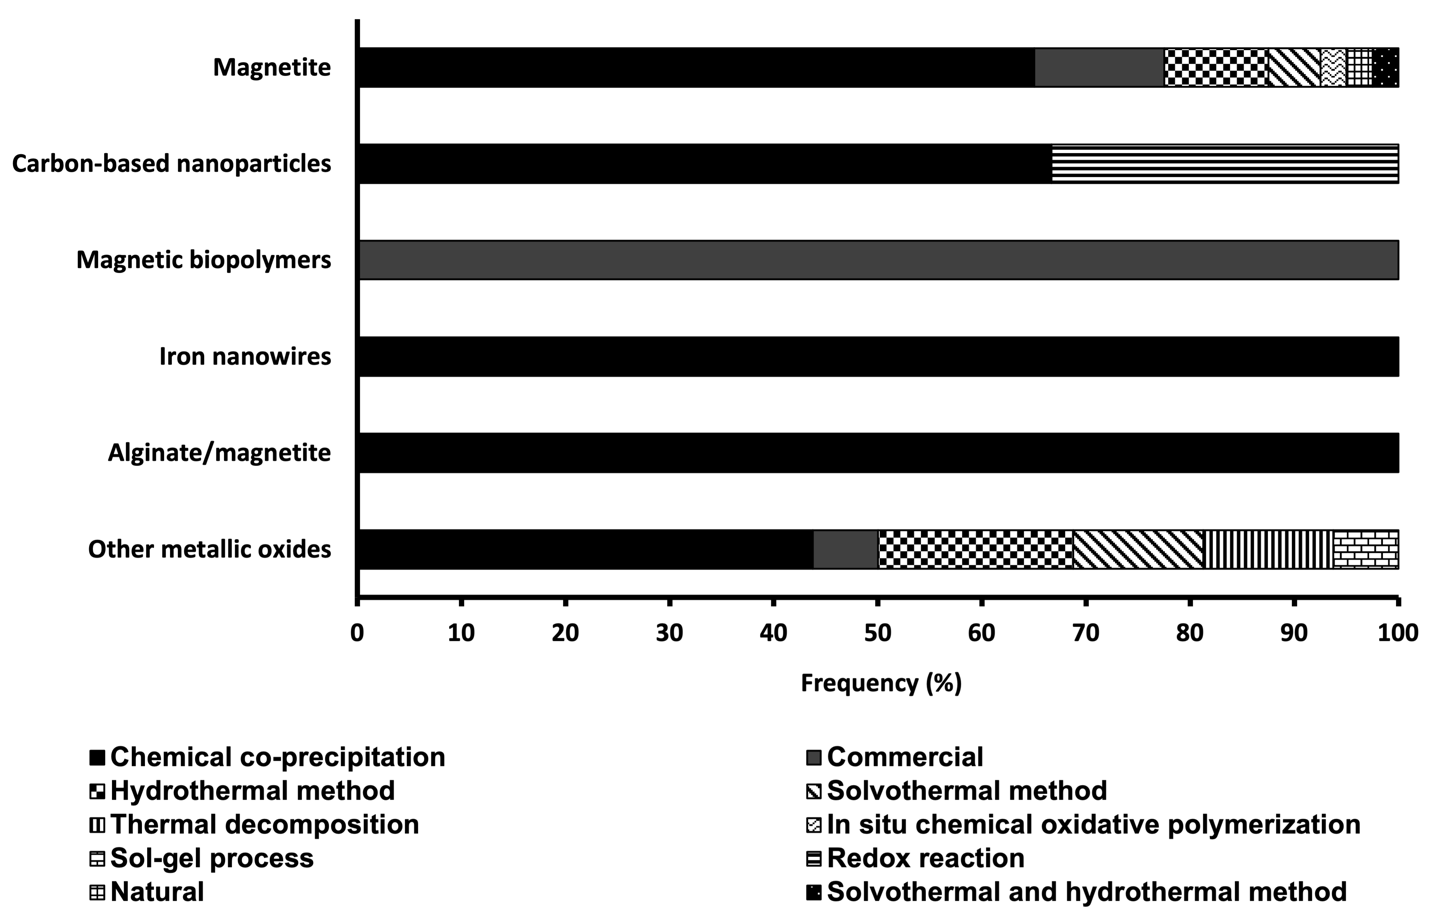 Magnetite
Carbon-based nanoparticles
Magnetic biopolymers
Iron nanowires
Alginate/magnetite
Other metallic oxides
0 10 20 30 40 50 60 70 80 90 100
Frequency (%)
Chemical co-precipitation
Commercial
Hydrothermal method
Solvothermal method
Thermal decomposition
In situ chemical oxidative polymerization
Sol-gel process
Redox reaction
Natural
Solvothermal and hydrothermal method